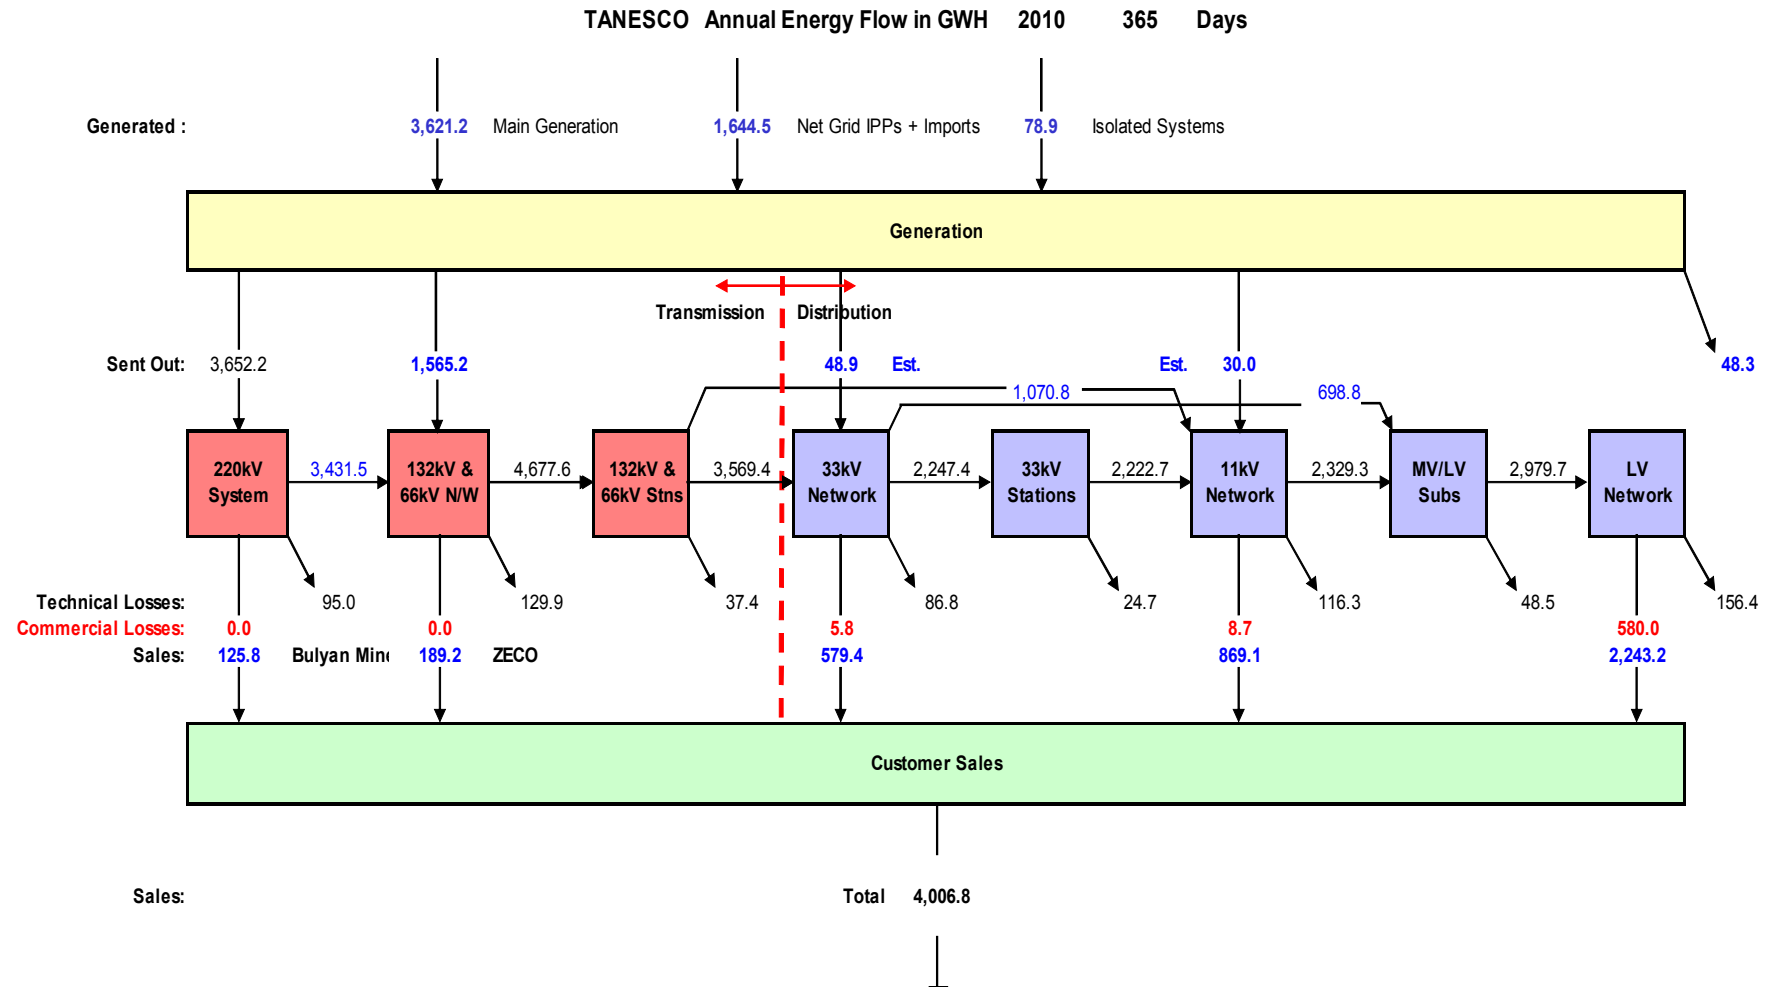 TANESCO Annual Energy Flow in GWH 2010 365 Days
Generated : 3,621.2 Main Generation 1,644.5 Net Grid IPPs + Imports 78.9 Isolated Systems
Generation
Transmission Distribution
Sent Out: 3,652.2 1,565.2 48.9 Est. Est. 30.0 48.3
1,070.8 698.8
220kV System 3,431.5 132kV & 66kV N/W 4,677.6 132kV & 66kV Stns 3,569.4 33kV Network 2,247.4 33kV Stations 2,222.7 11kV Network 2,329.3 MV/LV Subs 2,979.7 LV Network
Technical Losses: 95.0 129.9 37.4 86.8 24.7 116.3 48.5 156.4
Commercial Losses: 0.0 0.0 5.8 8.7 580.0
Sales: 125.8 Bulyan Min 189.2 ZECO 579.4 869.1 2,243.2
Customer Sales
Sales: Total 4,006.8